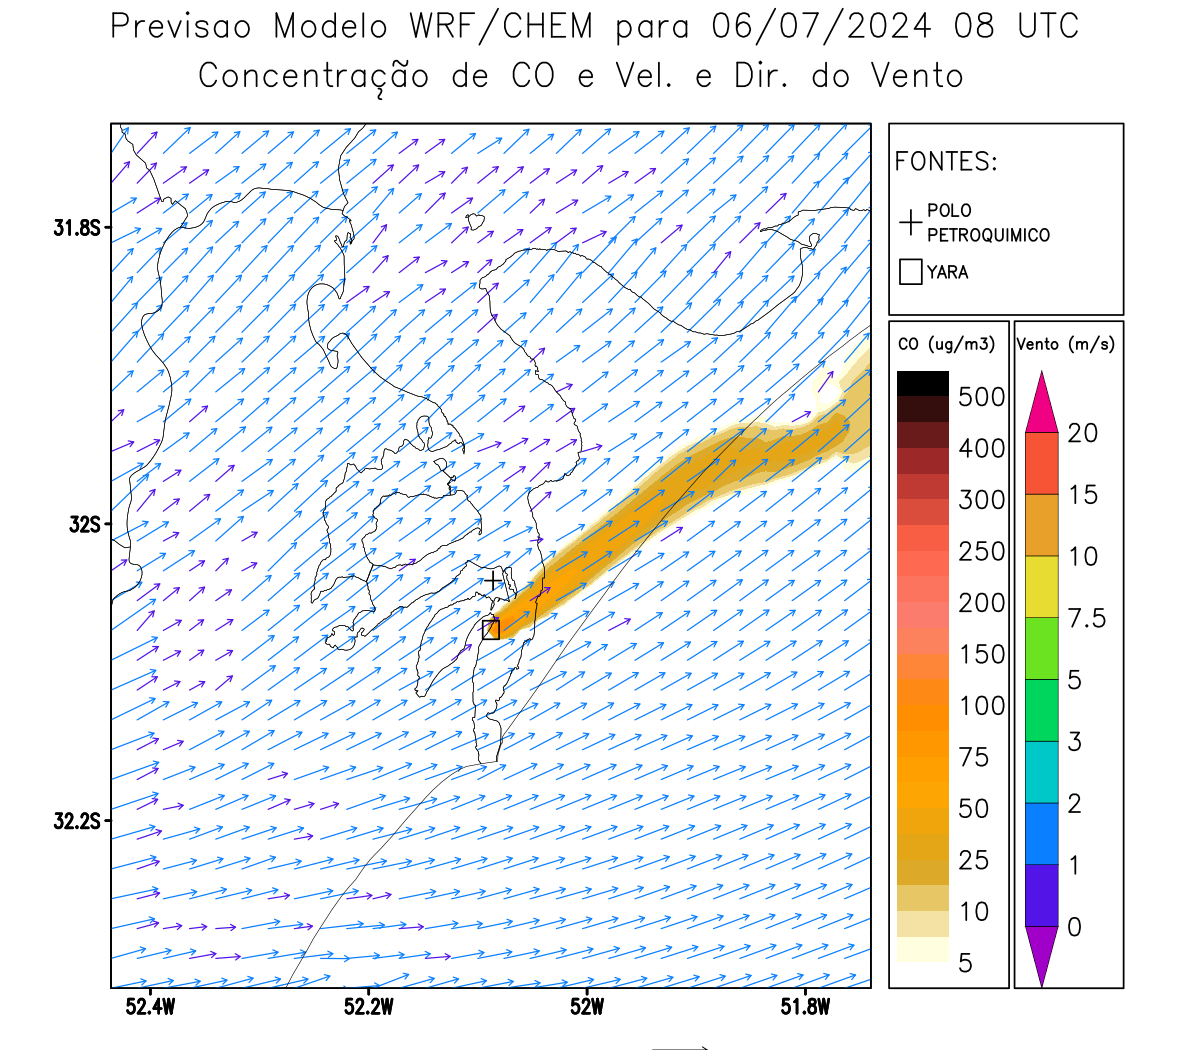 Previsao Modelo WRF/CHEM para 06/07/2024 08 UTC
Concentração de CO e Vel. e Dir. do Vento
FONTES:
POLO
PETROQUIMICO
YARA
31.8S
32S
32.2S
52.4W
52.2W
52W
51.8W
CO (ug/m3)
500
400
300
250
200
150
100
75
50
25
10
5
Vento (m/s)
20
15
10
7.5
5
3
2
1
0